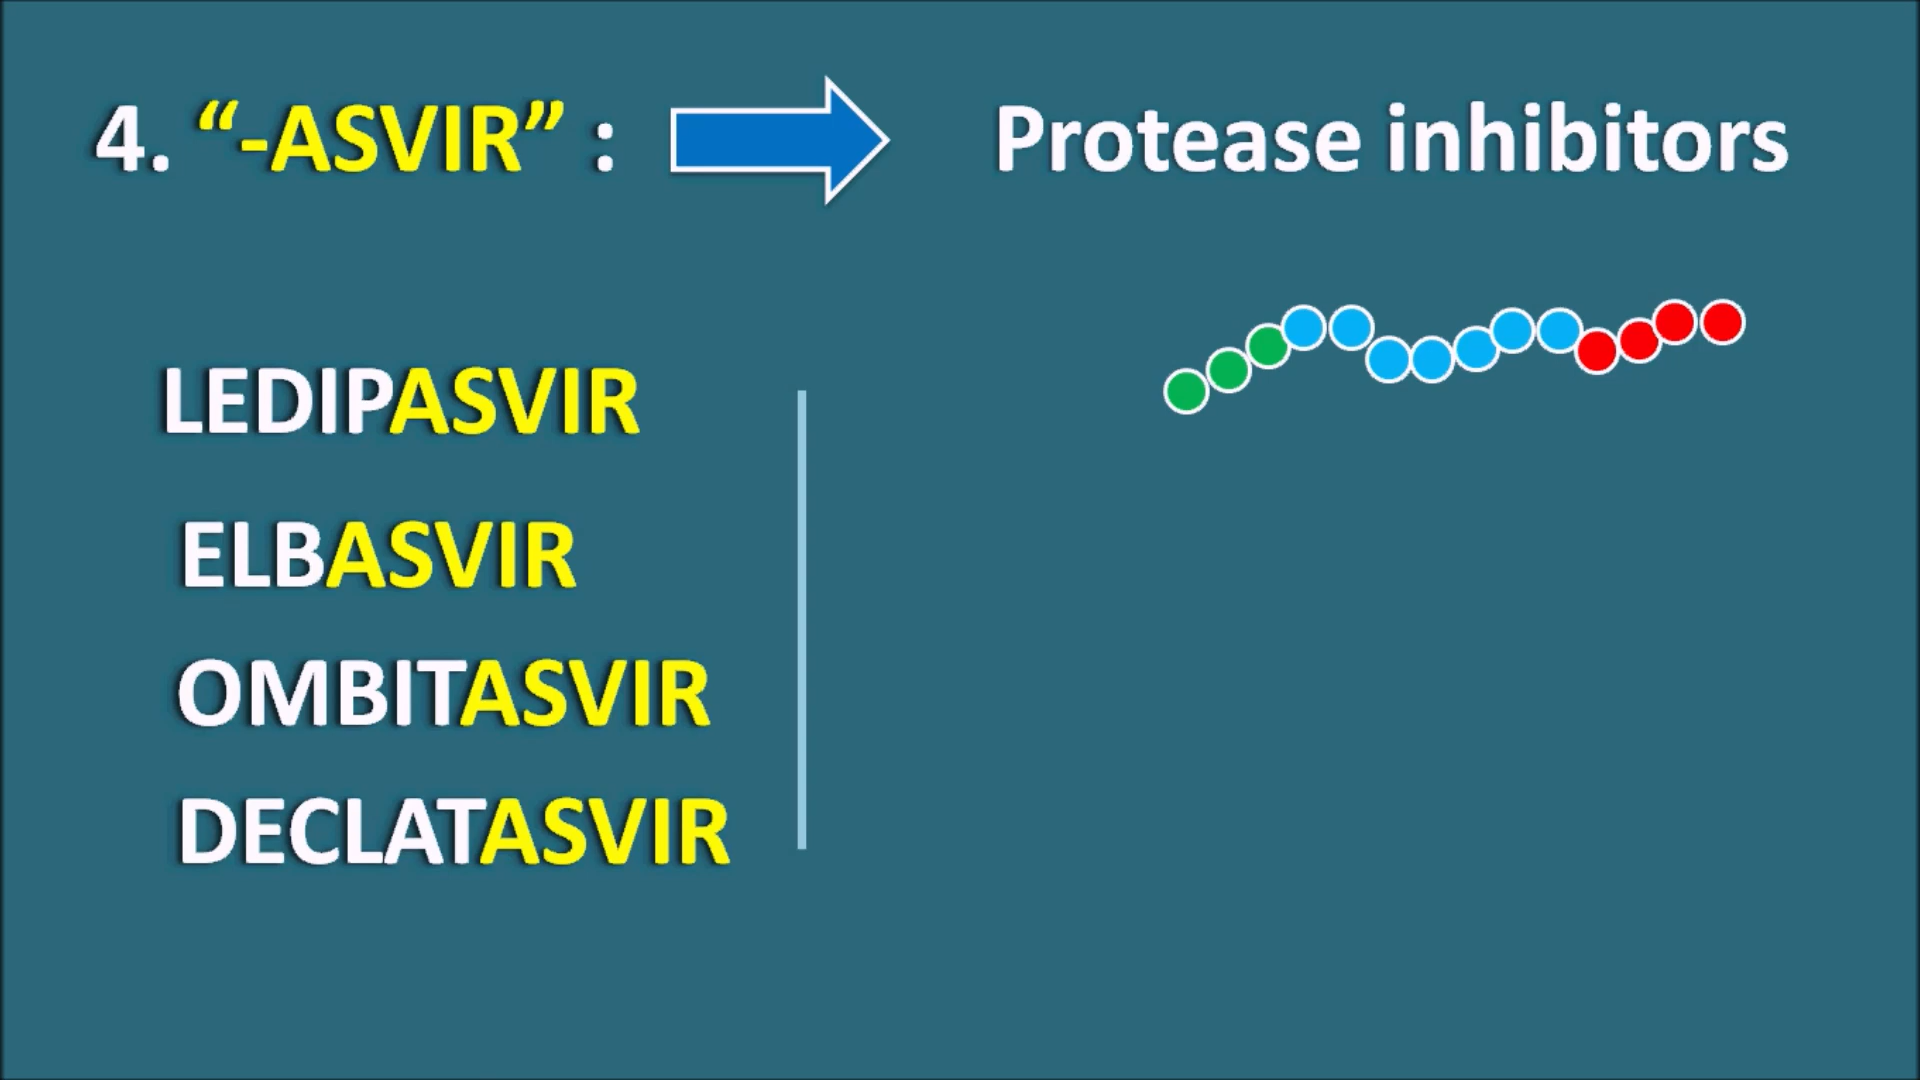 4. “-ASVIR” : Protease inhibitors
LEDIPASVIR
ELBASVIR
OMBITASVIR
DECLATASVIR